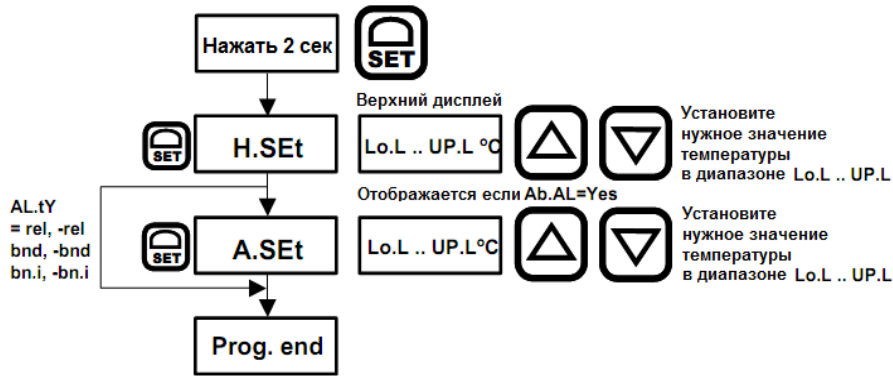 Нажать 2 сек
SET
Верхний дисплей
SET
H.SEt
Lo.L .. UP.L ºC
Установите
нужное значение
температуры
в диапазоне Lo.L .. UP.L
Отображается если Ab.AL=Yes
AL.tY
= rel, -rel
bnd, -bnd
bn.i, -bn.i
SET
A.SEt
Lo.L .. UP.LºC
Установите
нужное значение
температуры
в диапазоне Lo.L .. UP.L
Prog. end